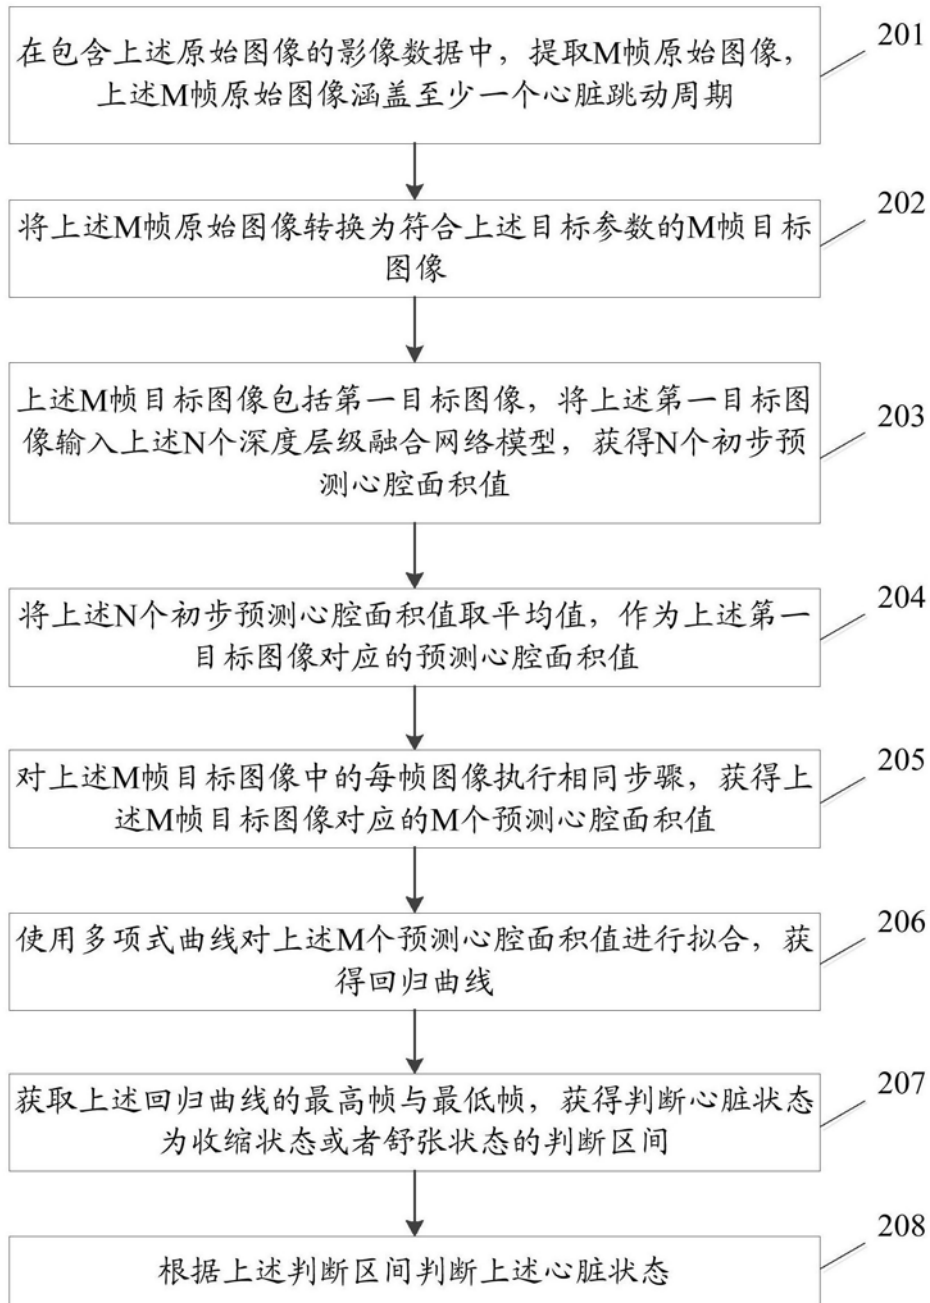 201
在包含上述原始图像的影像数据中，提取M帧原始图像，
上述M帧原始图像涵盖至少一个心脏跳动周期
202
将上述M帧原始图像转换为符合上述目标参数的M帧目标
图像
203
上述M帧目标图像包括第一目标图像，将上述第一目标图
像输入上述N个深度层级融合网络模型，获得N个初步预
测心腔面积值
204
将上述N个初步预测心腔面积值取平均值，作为上述第一
目标图像对应的预测心腔面积值
205
对上述M帧目标图像中的每帧图像执行相同步骤，获得上
述M帧目标图像对应的M个预测心腔面积值
206
使用多项式曲线对上述M个预测心腔面积值进行拟合，获
得回归曲线
207
获取上述回归曲线的最高帧与最低帧，获得判断心脏状态
为收缩状态或者舒张状态的判断区间
208
根据上述判断区间判断上述心脏状态